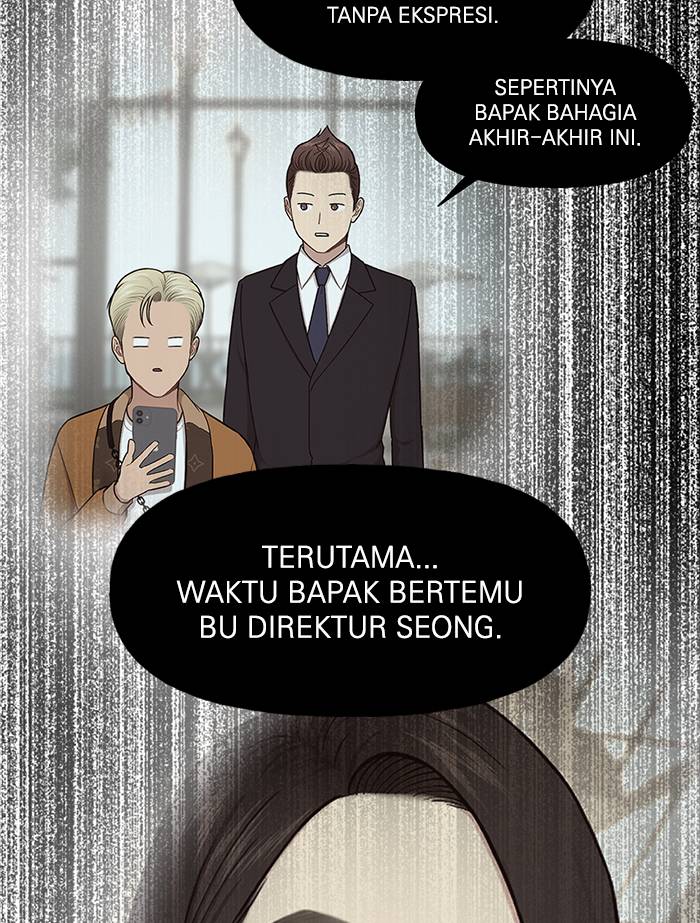 TANPA EKSPRESI.
SEPERTINYA
BAPAK BAHAGIA
AKHIR-AKHIR INI.
TERUTAMA...
WAKTU BAPAK BERTEMU
BU DIREKTUR SEONG.